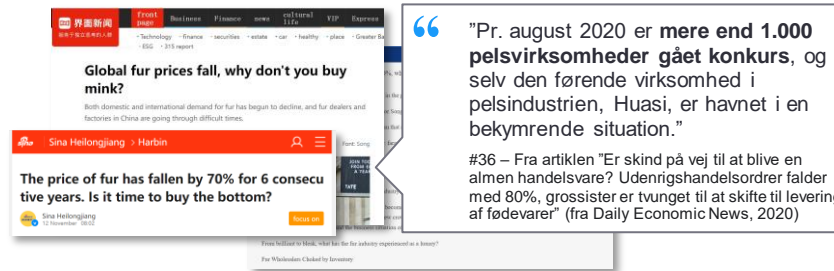 界面新闻
front page
Business
Finance
news
cultural life
VIP
Express
Technology
finance
securities
estate
car
healthy
place
Greater Ba
ESG
315 report
Global fur prices fall, why don't you buy
mink?
Both domestic and international demand for fur has begun to decline, and fur dealers and
factories in China are going through difficult times.
Sina Heilongjiang > Harbin
The price of fur has fallen by 70% for 6 consecu
tive years. Is it time to buy the bottom?
Sina Heilongjiang
12 November 08:02
focus on
Font: Song
JOIN
From brilliant to bleak, what has the fur industry experienced as a luxury?
Fur Wholesalers Choked by Inventory
"Pr. august 2020 er mere end 1.000
pelsvirksomheder gået konkurs, og
selv den førende virksomhed i
pelsindustrien, Huasi, er havnet i en
bekymrende situation."
#36 – Fra artiklen "Er skind på vej til at blive en
almen handelsvare? Udenrigshandelsordrer falder
med 80%, grossister er tvunget til at skifte til levering
af fødevarer" (fra Daily Economic News, 2020)